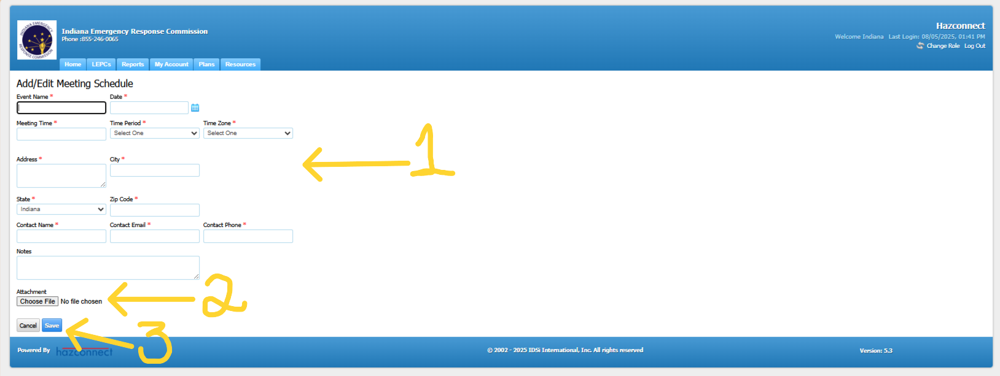 INDIANA EMERGENCY
RESPONSE COMMISSION
Indiana Emergency Response Commission
Phone :855-246-0065
Hazconnect
Welcome Indiana Last Login: 08/05/2025, 01:41 PM
Change Role Log Out
Home LEPCs Reports My Account Plans Resources
Add/Edit Meeting Schedule
Event Name * Date *
Meeting Time * Time Period * Time Zone *
Select One Select One
1
Address * City *
State * Zip Code *
Indiana
Contact Name * Contact Email * Contact Phone *
Notes
Attachment
Choose File No file chosen
2
Cancel Save
3
Powered By hazconnect © 2002 - 2025 IDSi International, Inc. All rights reserved Version: 5.3